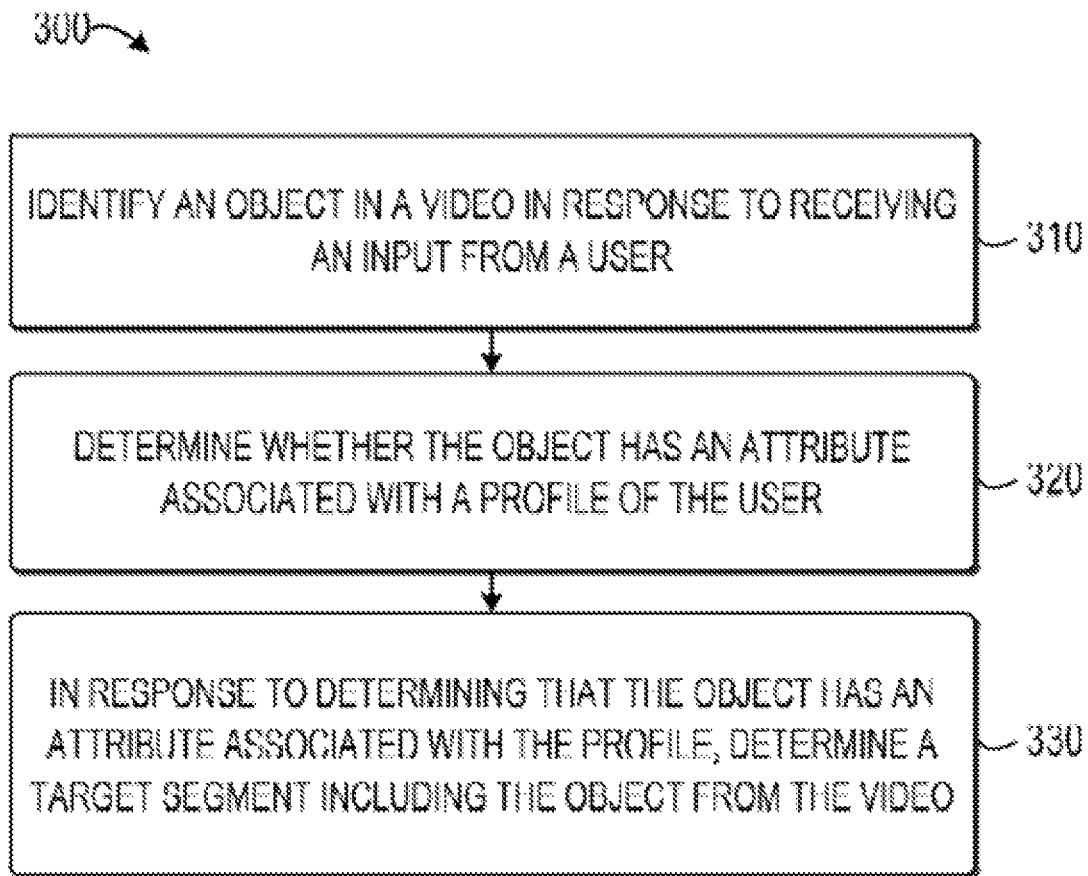 300
IDENTIFY AN OBJECT IN A VIDEO IN RESPONSE TO RECEIVING
AN INPUT FROM A USER
310
DETERMINE WHETHER THE OBJECT HAS AN ATTRIBUTE
ASSOCIATED WITH A PROFILE OF THE USER
320
IN RESPONSE TO DETERMINING THAT THE OBJECT HAS AN
ATTRIBUTE ASSOCIATED WITH THE PROFILE, DETERMINE A
TARGET SEGMENT INCLUDING THE OBJECT FROM THE VIDEO
330